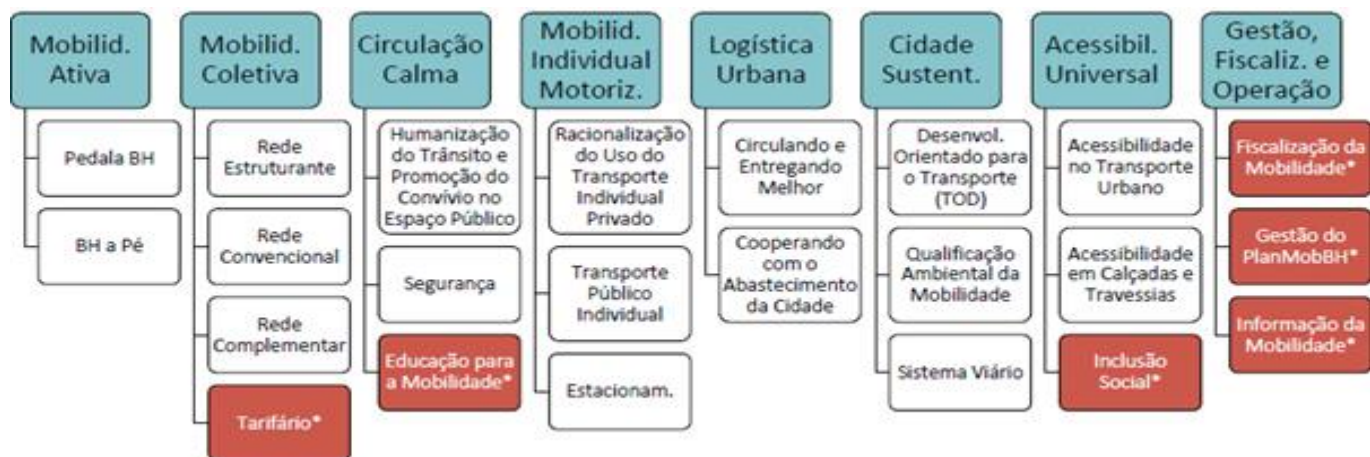 Mobilid.
Ativa
Pedala BH
BH a Pé
Mobilid.
Coletiva
Rede
Estruturante
Rede
Convencional
Rede
Complementar
Tarifário*
Circulação
Calma
Humanização
do Trânsito e
Promoção do
Convívio no
Espaço Público
Segurança
Educação para
a Mobilidade*
Mobilid.
Individual
Motoriz.
Racionalização
do Uso do
Transporte
Individual
Privado
Transporte
Público
Individual
Estacionam.
Logística
Urbana
Circulando e
Entregando
Melhor
Cooperando
com o
Abastecimento
da Cidade
Cidade
Sustent.
Desenvol.
Orientado para
o Transporte
(TOD)
Qualificação
Ambiental da
Mobilidade
Sistema Viário
Acessibil.
Universal
Acessibilidade
no Transporte
Urbano
Acessibilidade
em Calçadas e
Travessias
Inclusão
Social*
Gestão,
Fiscaliz. e
Operação
Fiscalização da
Mobilidade*
Gestão do
PlanMobBH*
Informação da
Mobilidade*